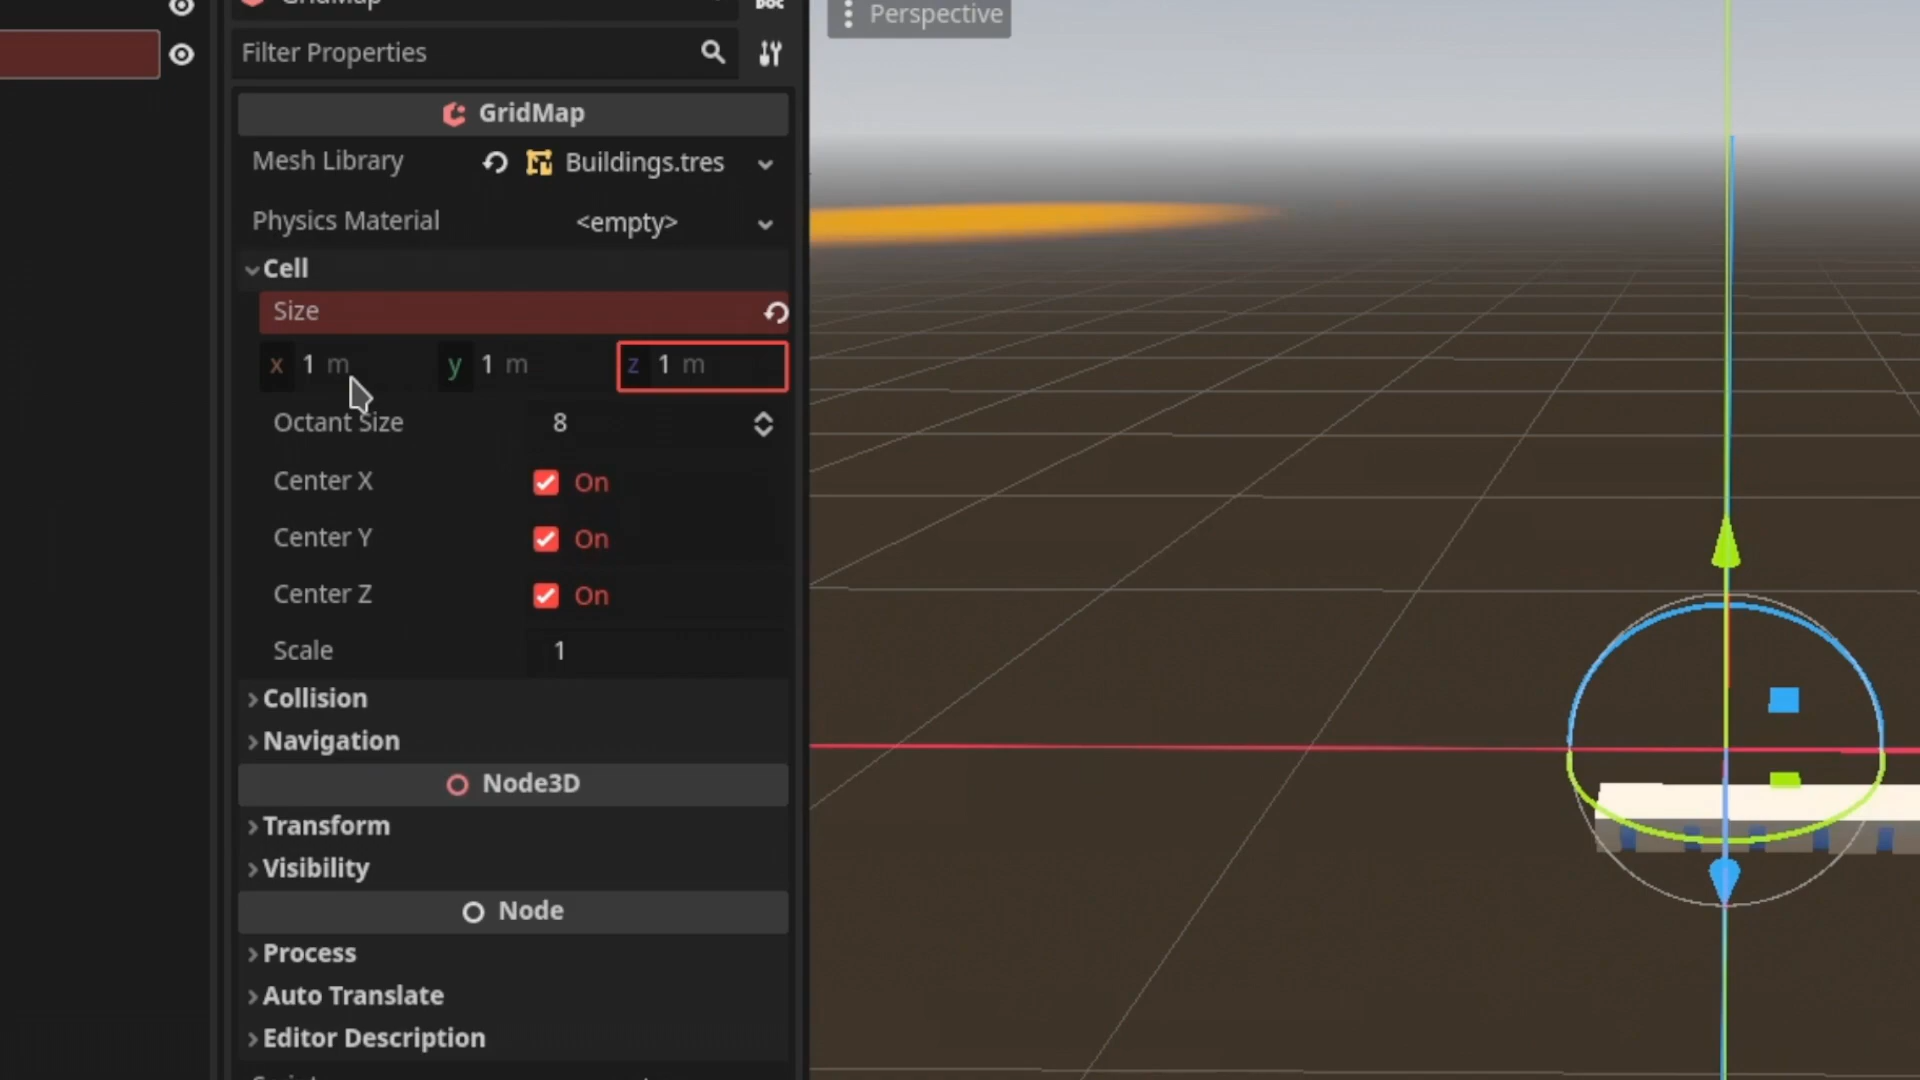 GridMap
DOC
Perspective
Filter Properties
GridMap
Mesh Library Buildings.tres
Physics Material <empty>
Cell
Size
x 1 m y 1 m z 1 m
Octant Size 8
Center X On
Center Y On
Center Z On
Scale 1
Collision
Navigation
Node3D
Transform
Visibility
Node
Process
Auto Translate
Editor Description